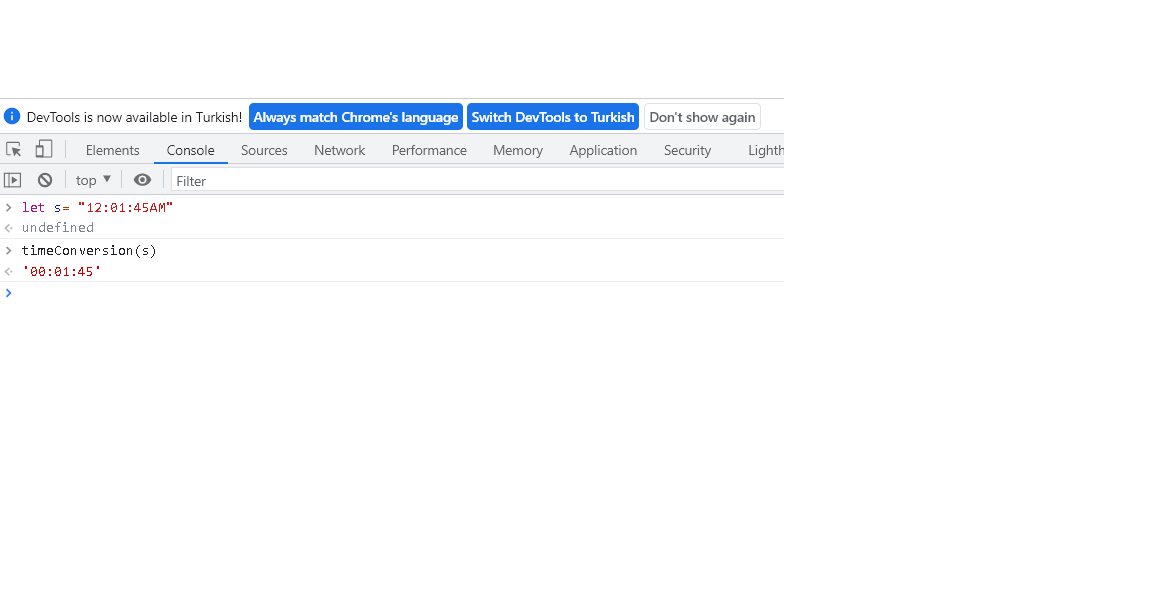 DevTools is now available in Turkish! Always match Chrome's language Switch DevTools to Turkish Don't show again
Elements Console Sources Network Performance Memory Application Security Lighth
top Filter
let s= "12:01:45AM"
undefined
timeConversion(s)
'00:01:45'